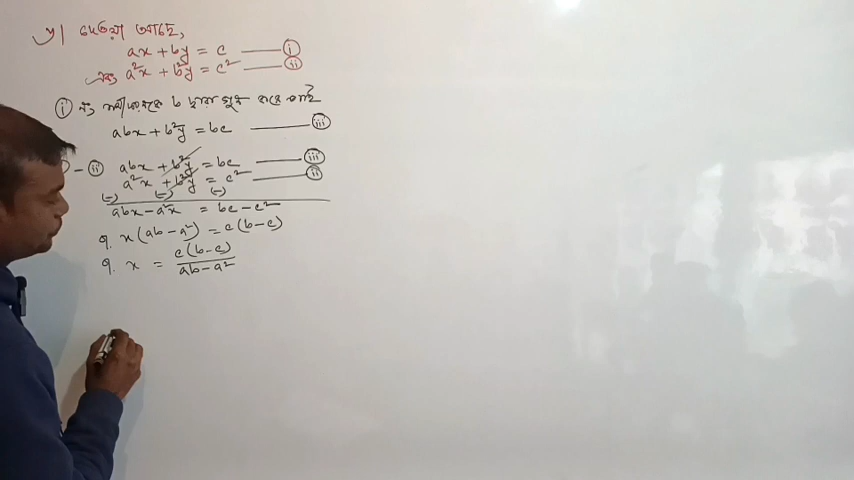 ৮| দেওয়া আছে,
ax + by = c ——— (i)
এবং a²x + b²y = c² ——— (ii)
(i) নং সমীকরণকে b দ্বারা গুণ করে পাই
abx + b²y = bc ——— (iii)
- (ii) abx + b²y = bc ——— (iii)
a²x + b²y = c² ——— (ii)
(-) (-) (-)
abx - a²x = bc - c²
বা, x(ab - a²) = c(b - c)
বা, x = c(b - c) / ab - a²